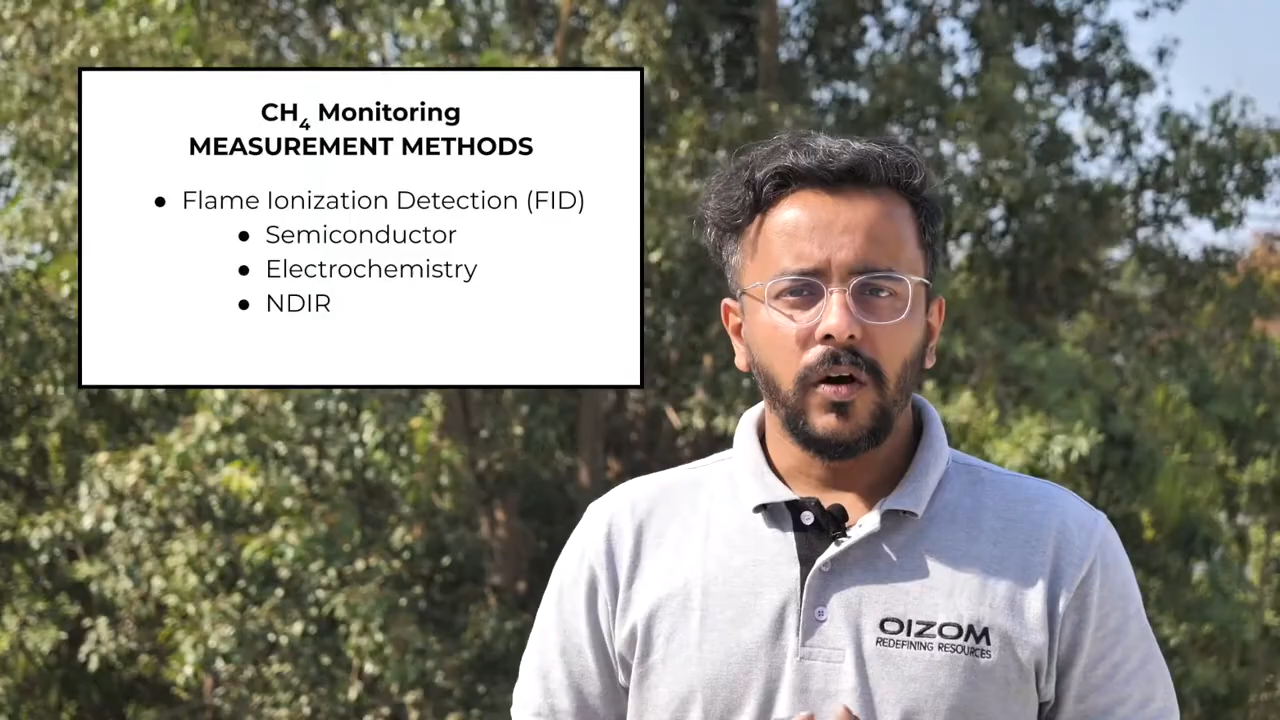 CH₄ Monitoring
MEASUREMENT METHODS
● Flame Ionization Detection (FID)
● Semiconductor
● Electrochemistry
● NDIR
OIZOM
REDEFINING RESOURCES